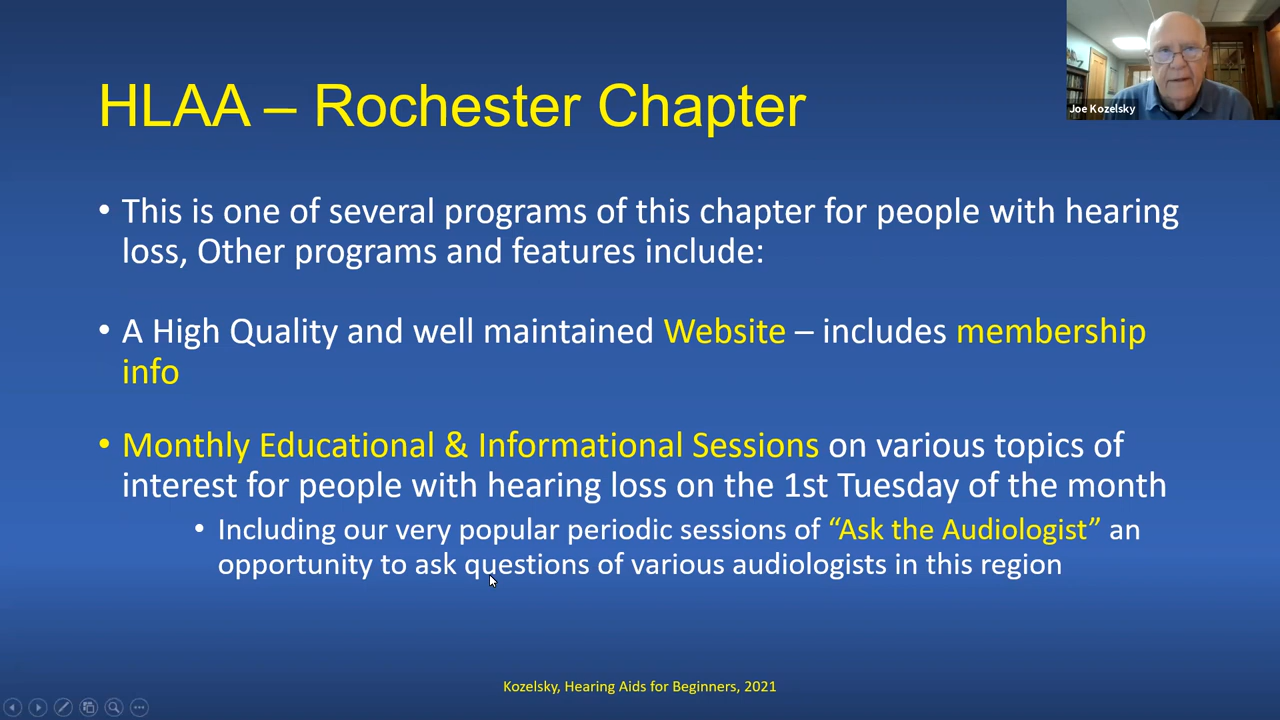 Joe Kozelsky
HLAA – Rochester Chapter
• This is one of several programs of this chapter for people with hearing
loss, Other programs and features include:
• A High Quality and well maintained Website – includes membership
info
• Monthly Educational & Informational Sessions on various topics of
interest for people with hearing loss on the 1st Tuesday of the month
• Including our very popular periodic sessions of “Ask the Audiologist” an
opportunity to ask questions of various audiologists in this region
Kozelsky, Hearing Aids for Beginners, 2021